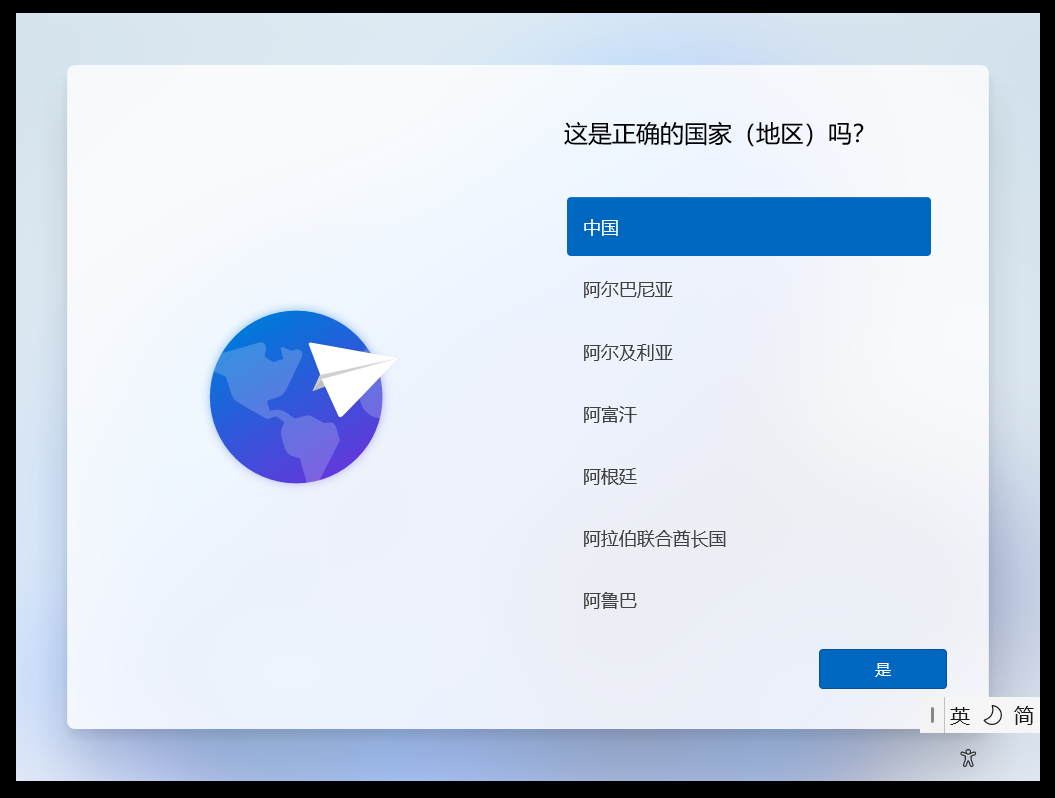 这是正确的国家（地区）吗？
中国
阿尔巴尼亚
阿尔及利亚
阿富汗
阿根廷
阿拉伯联合酋长国
阿鲁巴
是
英 简